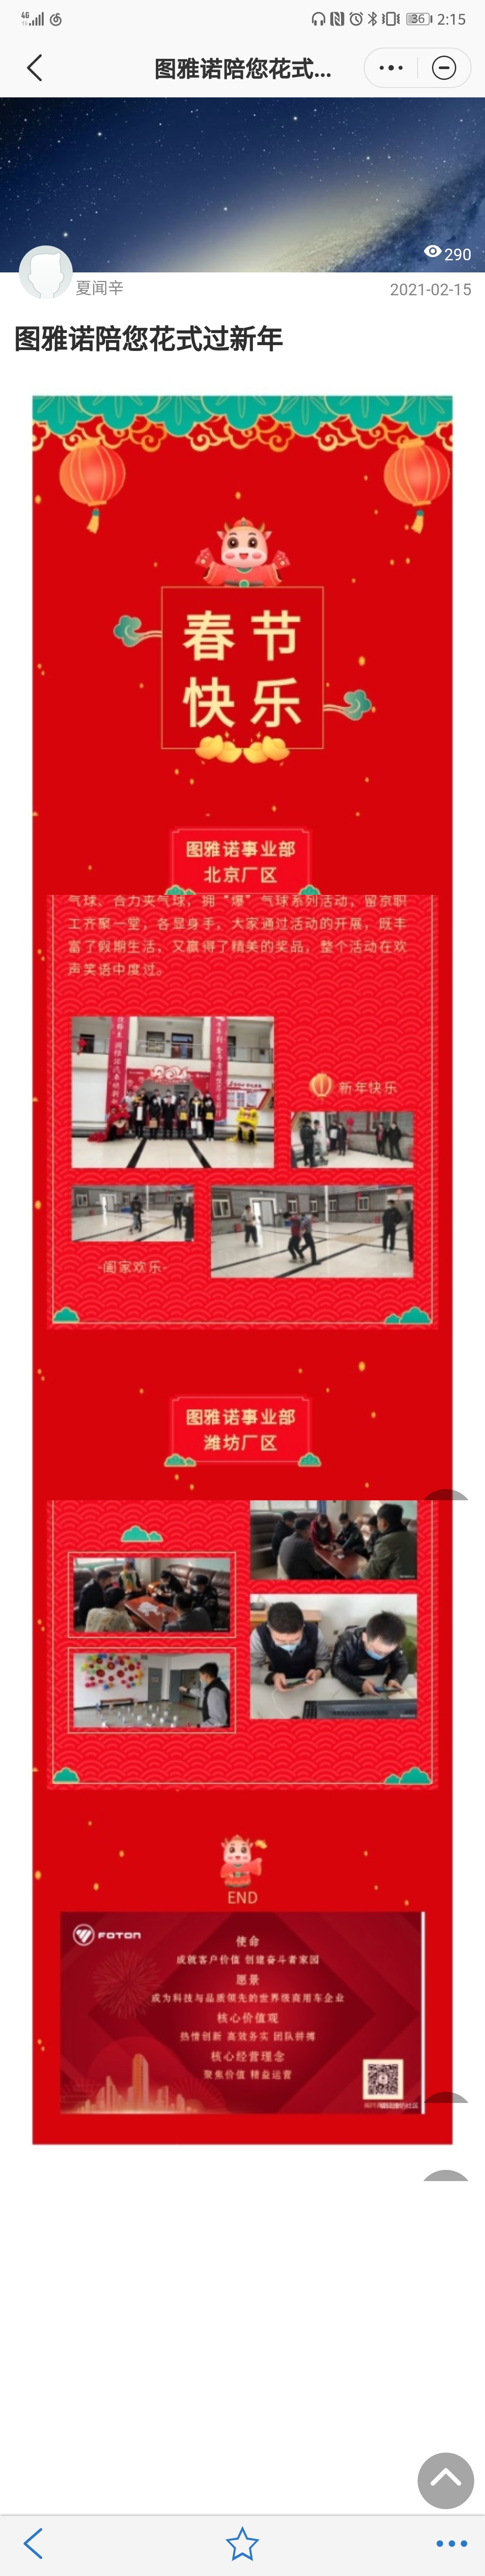 4G
36
2:15
图雅诺陪您花式...
290
夏闻辛
2021-02-15
图雅诺陪您花式过新年
春节
快乐
图雅诺事业部
北京厂区
气球、合力夹气球，拥“爆”气球系列活动，留京职
工齐聚一堂，各显身手，大家通过活动的开展，既丰
富了假期生活，又赢得了精美的奖品，整个活动在欢
声笑语中度过。
新年快乐
-阖家欢乐-
图雅诺事业部
潍坊厂区
END
FOTON
使命
成就客户价值 创建奋斗者家园
愿景
成为科技与品质领先的世界级商用车企业
核心价值观
热情创新 高效务实 团队拼搏
核心经营理念
聚焦价值 精益运营